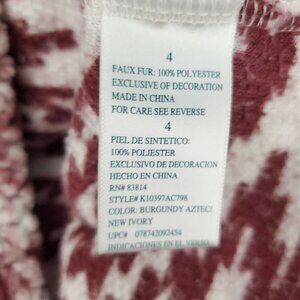 4
FAUX FUR: 100% POLYESTER
EXCLUSIVE OF DECORATION
MADE IN CHINA
FOR CARE SEE REVERSE
4
PIEL DE SINTETICO:
100% POLIESTER
EXCLUSIVO DE DECORACION
HECHO EN CHINA
RN# 83814
STYLE# K10397AC798
COLOR: BURGUNDY AZTEC/
NEW IVORY
UPC# 078742092454
INDICACIONES EN EL VERSO